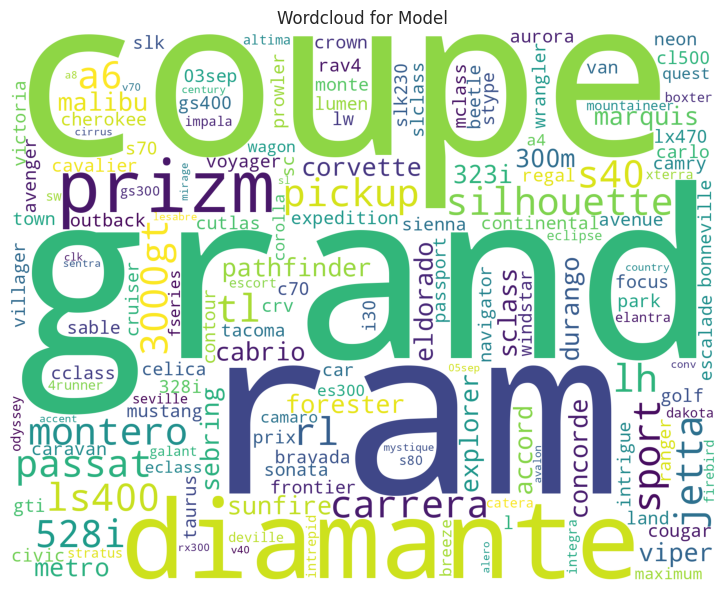 Wordcloud for Model
coupe
grand
ram
diamante
prizm
silhouette
pickup
s40
a6
malibu
cherokee
slk
03sep
gs400
century
a8
v70
cirrus
altima
impala
crown
rav4
monte
lumen
lw
prowler
slk230
slclass
mclass
beetle
stype
aurora
wrangler
van
neon
cl500
quest
mountaineer
boxter
marquis
lx470
carlo
camry
xterra
a4
300m
regal
323i
corvette
voyager
wagon
sc
s70
cavalier
victoria
avenger
sw
gs300
mirage
sl
lesabre
outback
town
cutlas
corolla
expedition
sienna
continental
avenue
eclipse
bonneville
escalade
villager
cruiser
3000gt
fseries
clk
sentra
pathfinder
escort
c70
tl
contour
crv
tacoma
cabrio
i30
eldorado
passport
navigator
sclass
windstar
durango
country
focus
park
elantra
sable
cclass
4runner
celica
328i
seville
mustang
car
es300
05sep
conv
lh
golf
dakota
odyssey
accent
montero
caravan
galant
eclass
passat
sebring
rl
forester
camaro
prix
bravada
sonata
frontier
mystique
s80
explorer
accord
avalon
concorde
intrigue
sport
ranger
jetta
firebird
gti
ls400
taurus
sunfire
carrera
catera
l
land
cougar
528i
civic
stratus
metro
rx300
v40
deville
intrepid
breeze
alero
integra
viper
maximum